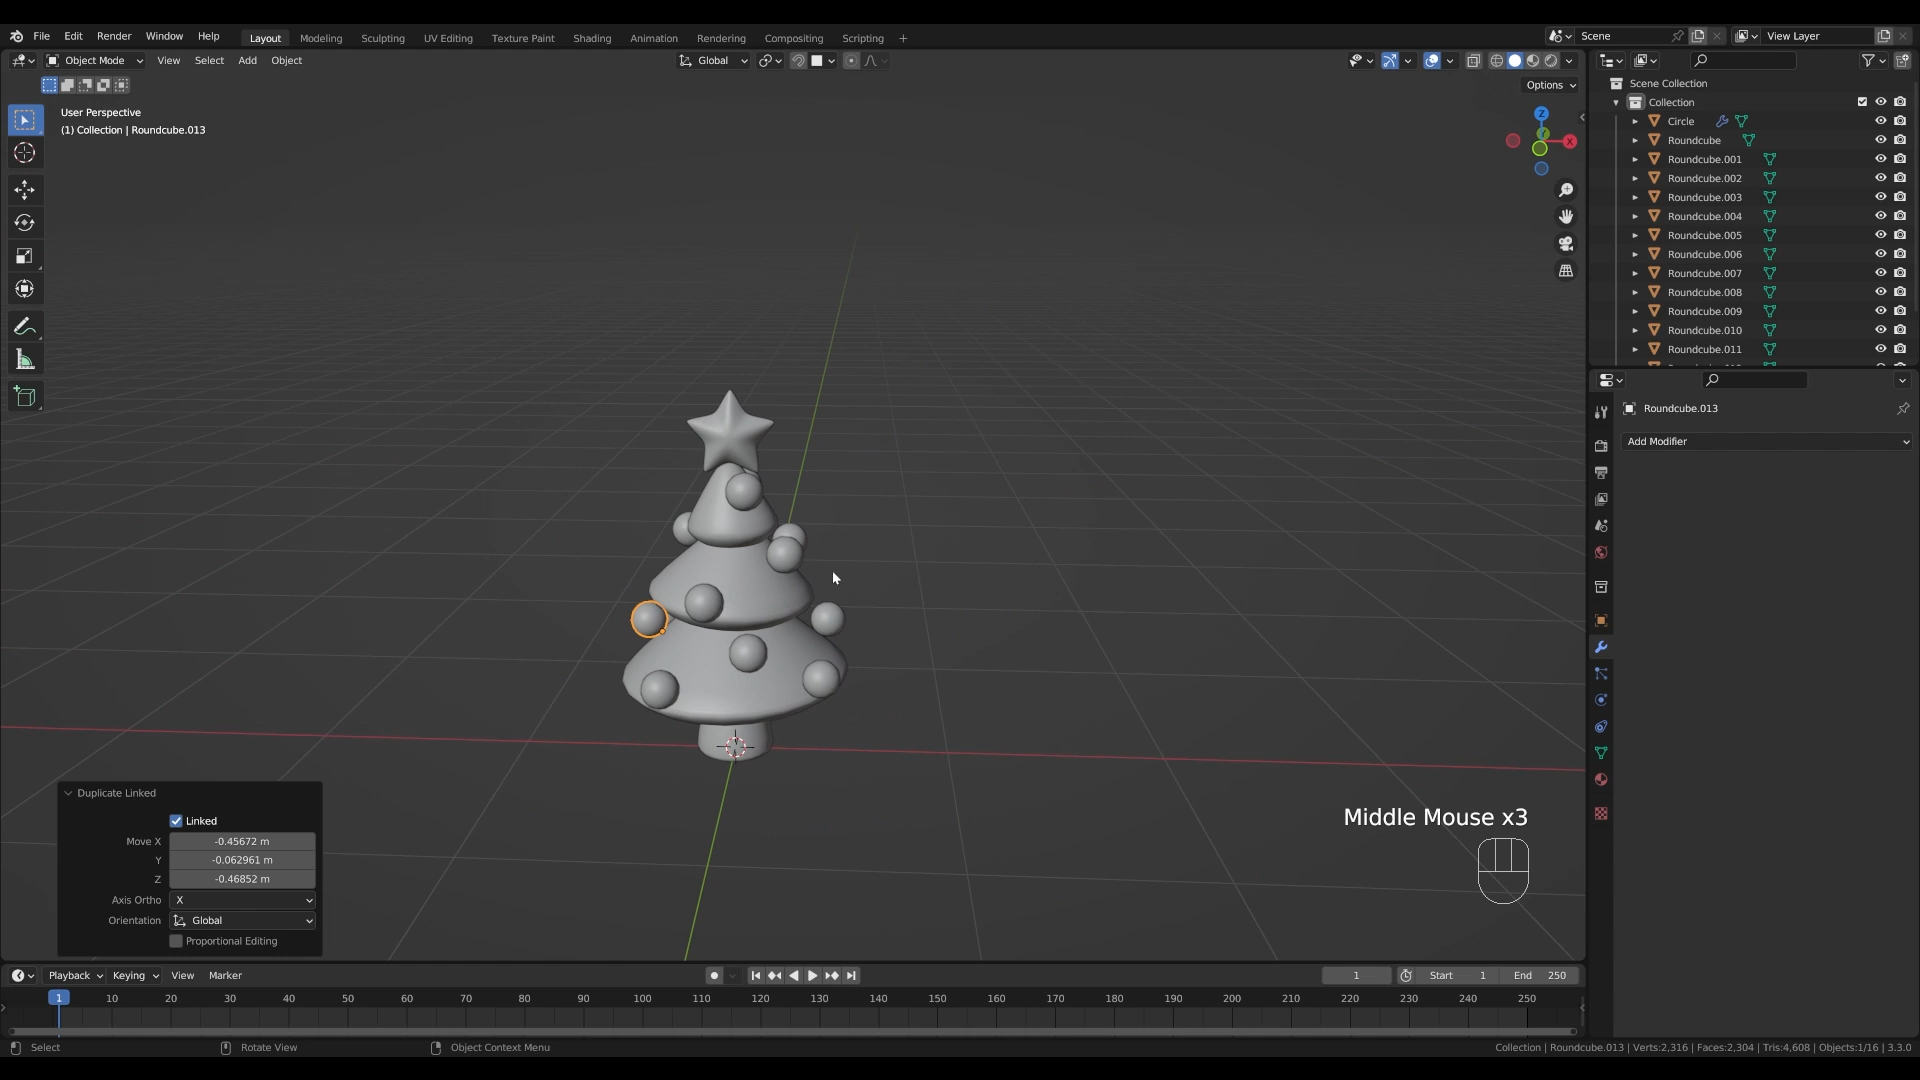 File Edit Render Window Help Layout Modeling Sculpting UV Editing Texture Paint Shading Animation Rendering Compositing Scripting + Scene View Layer
Object Mode View Select Add Object Global
Options
User Perspective
(1) Collection | Roundcube.013
Z
Y
X
Scene Collection
Collection
Circle
Roundcube
Roundcube.001
Roundcube.002
Roundcube.003
Roundcube.004
Roundcube.005
Roundcube.006
Roundcube.007
Roundcube.008
Roundcube.009
Roundcube.010
Roundcube.011
Roundcube.013
Add Modifier
Middle Mouse x3
Duplicate Linked
Linked
Move X -0.45672 m
Y -0.062961 m
Z -0.46852 m
Axis Ortho X
Orientation Global
Proportional Editing
Playback Keying View Marker 1 Start 1 End 250
1 10 20 30 40 50 60 70 80 90 100 110 120 130 140 150 160 170 180 190 200 210 220 230 240 250
Select Rotate View Object Context Menu Collection | Roundcube.013 | Verts:2,316 | Faces:2,304 | Tris:4,608 | Objects:1/16 | 3.3.0